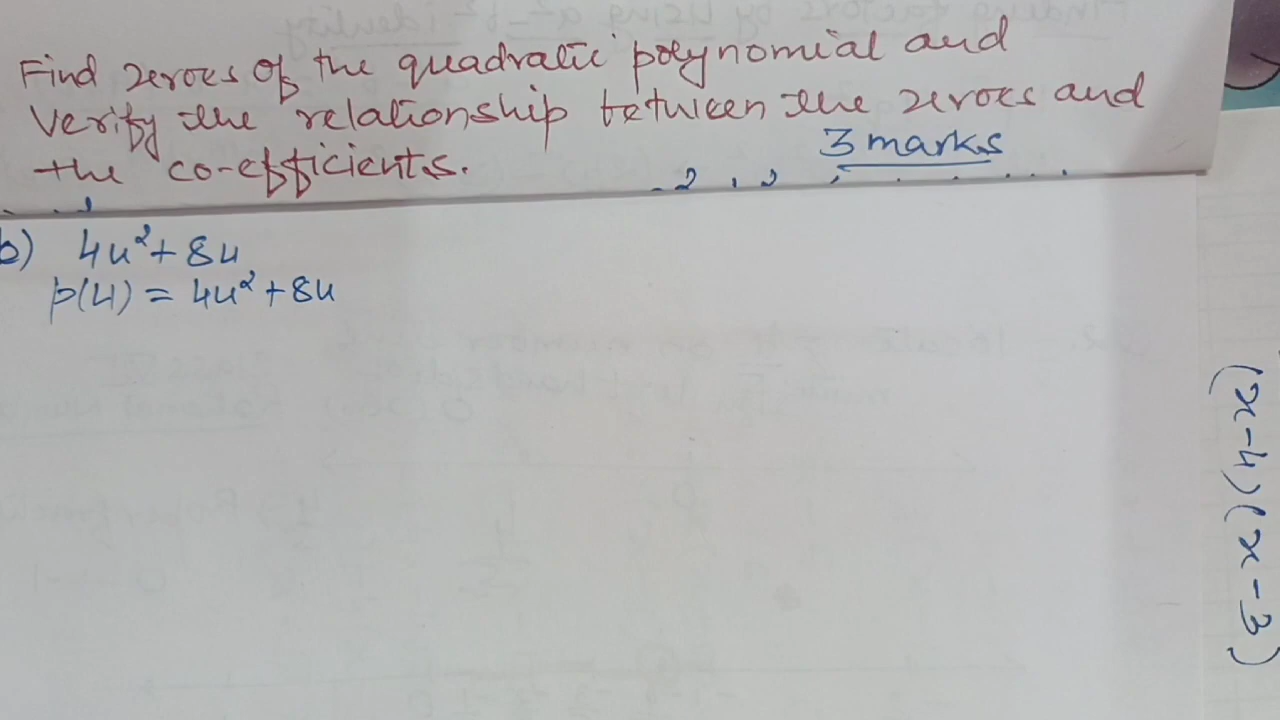 Find zeroes of the quadratic polynomial and
Verify the relationship between the zeroes and
the co-efficients.
3 marks
b) 4u²+8u
p(u) = 4u²+8u
(x-4)(x-3)